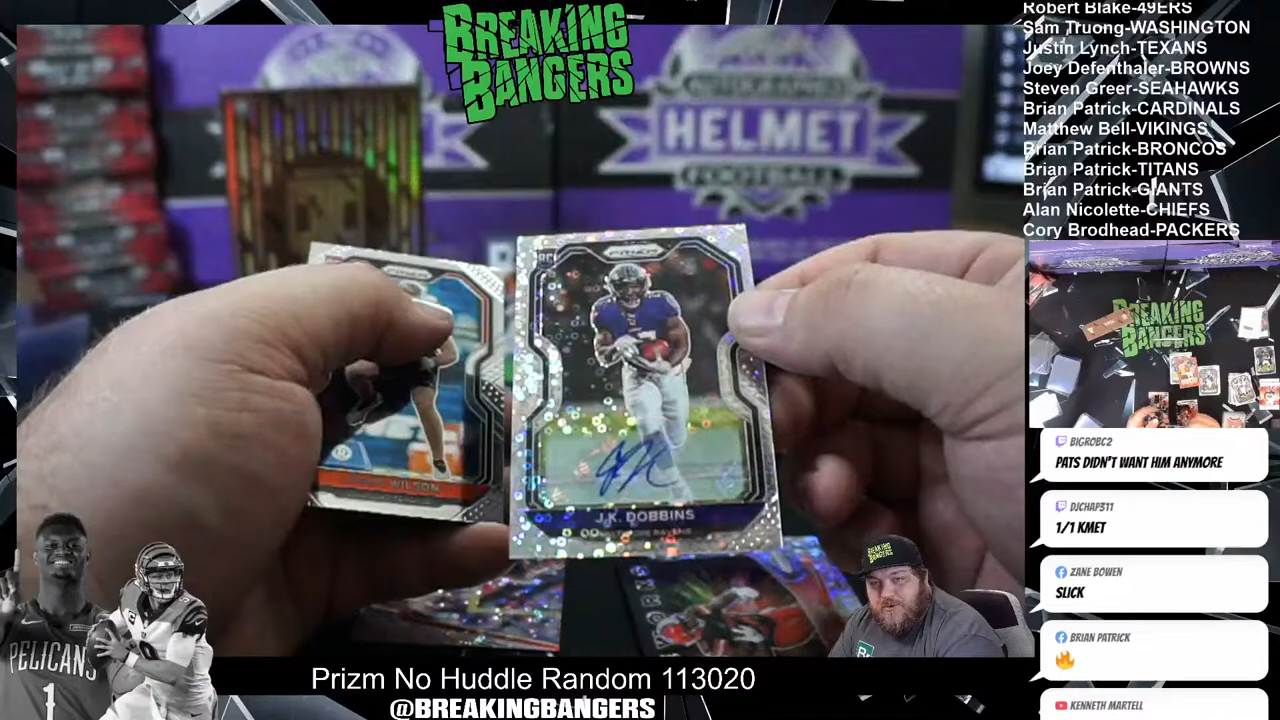 BREAKING
BANGERS
HELMET
FOOTBALL
Robert Blake-49ERS
Sam Truong-WASHINGTON
Justin Lynch-TEXANS
Joey Defenthaler-BROWNS
Steven Greer-SEAHAWKS
Brian Patrick-CARDINALS
Matthew Bell-VIKINGS
Brian Patrick-BRONCOS
Brian Patrick-TITANS
Brian Patrick-GIANTS
Alan Nicolette-CHIEFS
Cory Brodhead-PACKERS
PRIZM
PRIZM
WILSON
J.K. DOBBINS
RAVENS
BREAKING
BANGERS
BIGROBC2
PATS DIDN'T WANT HIM ANYMORE
DJCHAP311
1/1 KMET
ZANE BOWEN
SLICK
BRIAN PATRICK
KENNETH MARTELL
PELICANS
1
Prizm No Huddle Random 113020
@BREAKINGBANGERS